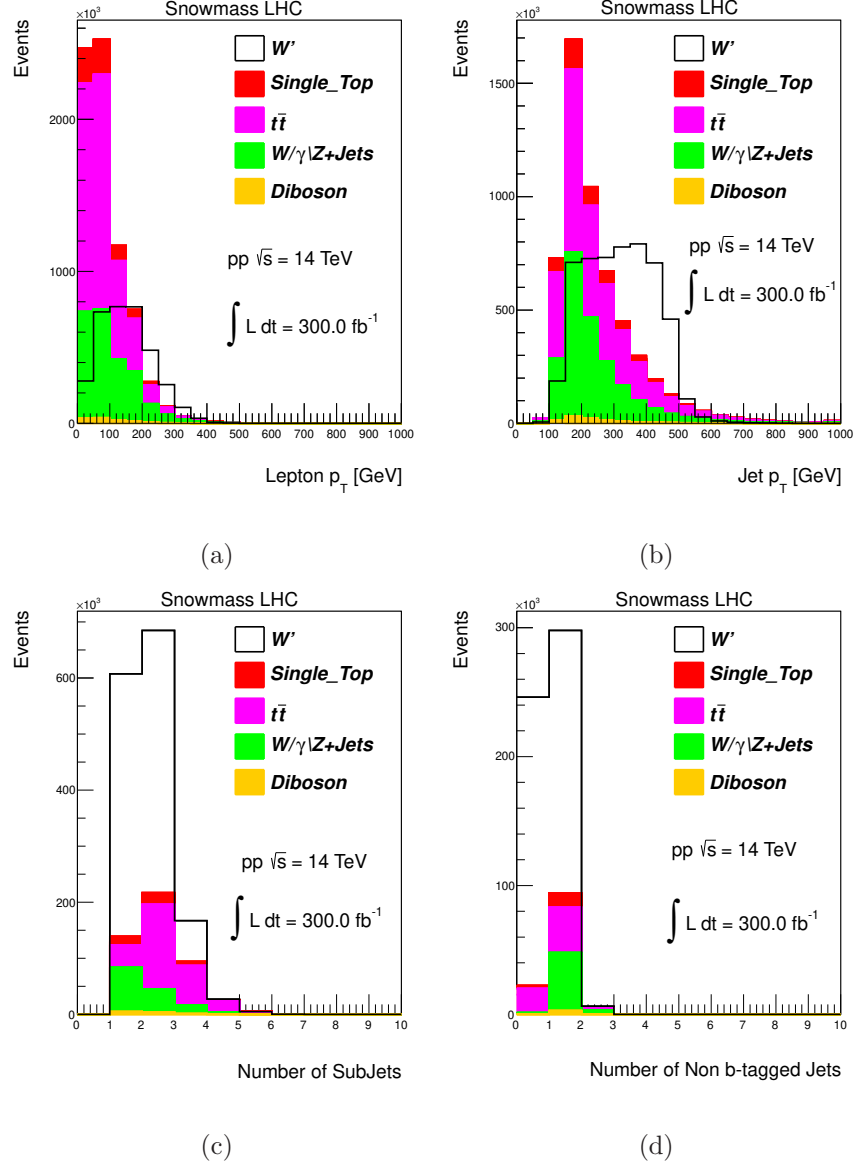 Snowmass LHC
×10³
Events
W'
Single_Top
tt̄
W/γ\Z+Jets
Diboson
pp √s = 14 TeV
∫ L dt = 300.0 fb⁻¹
2000
1000
0
0 100 200 300 400 500 600 700 800 900 1000
Lepton p_T [GeV]
(a)
Snowmass LHC
×10³
Events
W'
Single_Top
tt̄
W/γ\Z+Jets
Diboson
pp √s = 14 TeV
∫ L dt = 300.0 fb⁻¹
1500
1000
500
0
0 100 200 300 400 500 600 700 800 900 1000
Jet p_T [GeV]
(b)
Snowmass LHC
×10³
Events
W'
Single_Top
tt̄
W/γ\Z+Jets
Diboson
pp √s = 14 TeV
∫ L dt = 300.0 fb⁻¹
600
400
200
0
0 1 2 3 4 5 6 7 8 9 10
Number of SubJets
(c)
Snowmass LHC
×10³
Events
W'
Single_Top
tt̄
W/γ\Z+Jets
Diboson
pp √s = 14 TeV
∫ L dt = 300.0 fb⁻¹
300
200
100
0
0 1 2 3 4 5 6 7 8 9 10
Number of Non b-tagged Jets
(d)